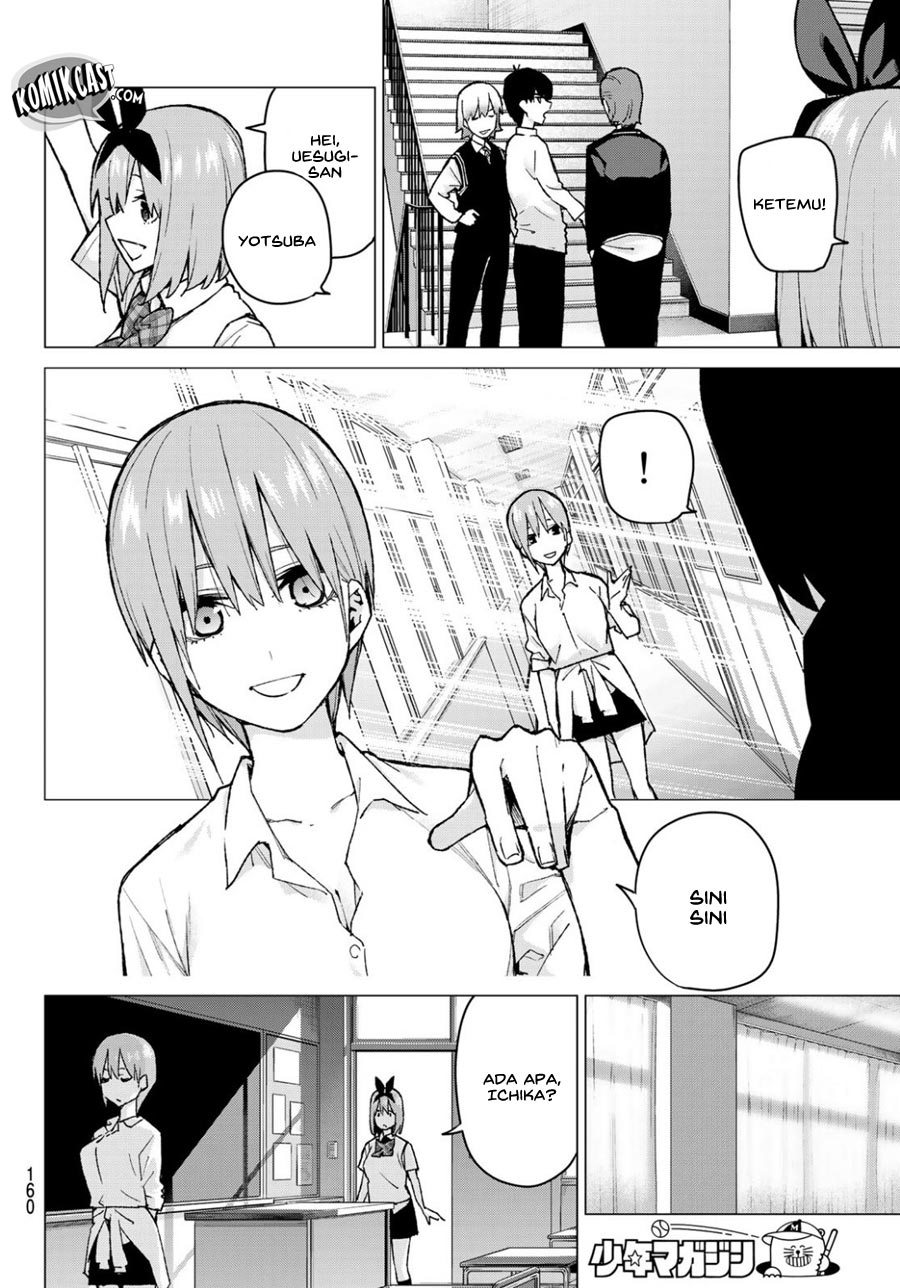 KETEMU!
HEI,
UESUGI-
SAN
YOTSUBA
KOMIKCAST
.COM
!
SINI
SINI
ADA APA,
ICHIKA?
160
少年マガジン
M